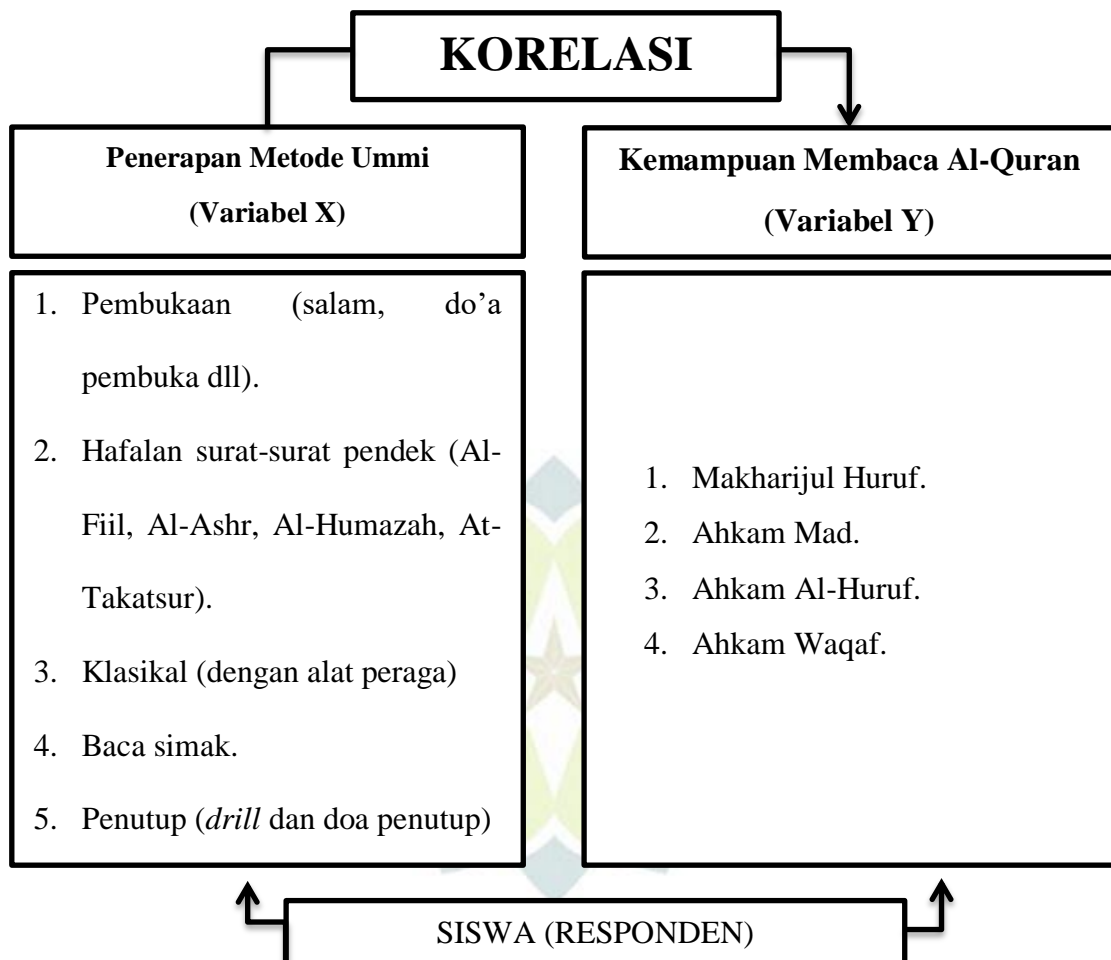 KORELASI
Penerapan Metode Ummi
(Variabel X)
1. Pembukaan (salam, do’a
pembuka dll).
2. Hafalan surat-surat pendek (Al-
Fiil, Al-Ashr, Al-Humazah, At-
Takatsur).
3. Klasikal (dengan alat peraga)
4. Baca simak.
5. Penutup (drill dan doa penutup)
Kemampuan Membaca Al-Quran
(Variabel Y)
1. Makharijul Huruf.
2. Ahkam Mad.
3. Ahkam Al-Huruf.
4. Ahkam Waqaf.
SISWA (RESPONDEN)